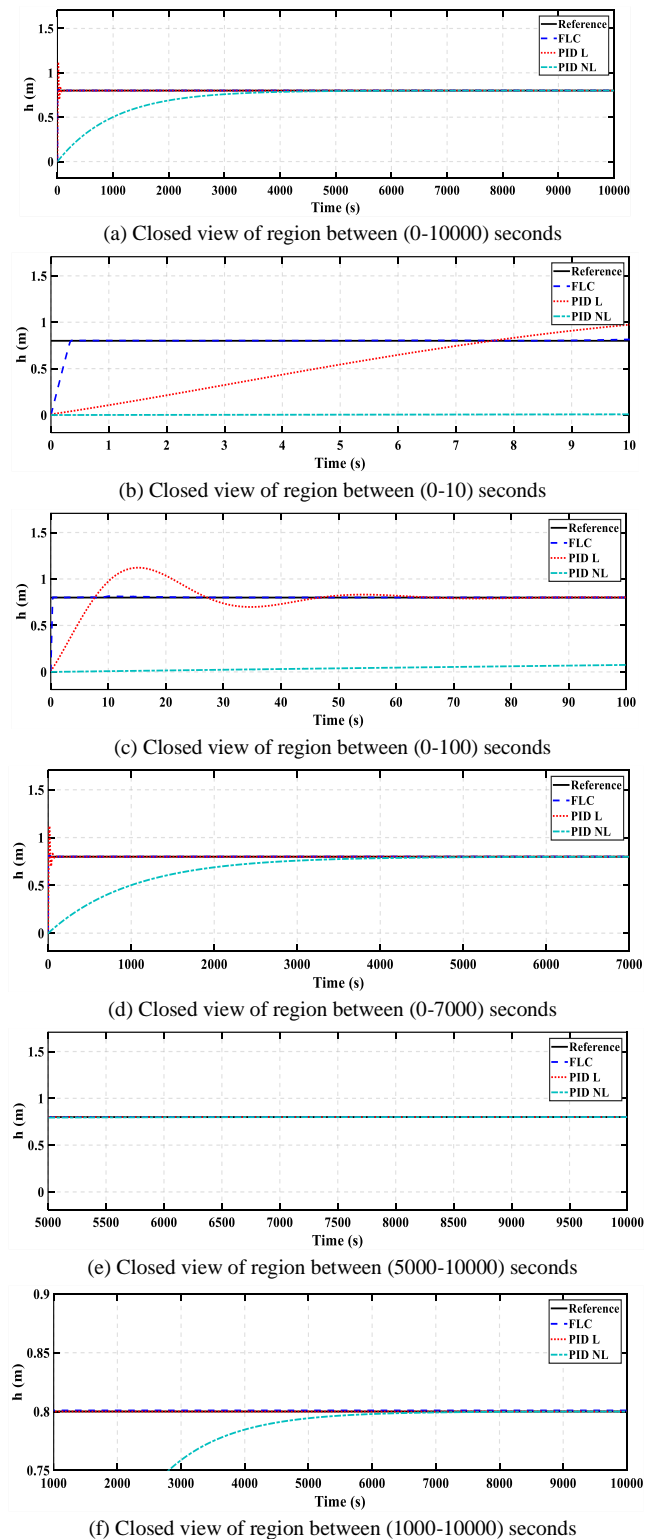 Reference
FLC
PID L
PID NL
h (m)
1.5
1
0.5
0
0 1000 2000 3000 4000 5000 6000 7000 8000 9000 10000
Time (s)
(a) Closed view of region between (0-10000) seconds
Reference
FLC
PID L
PID NL
h (m)
1.5
1
0.5
0
0 1 2 3 4 5 6 7 8 9 10
Time (s)
(b) Closed view of region between (0-10) seconds
Reference
FLC
PID L
PID NL
h (m)
1.5
1
0.5
0
0 10 20 30 40 50 60 70 80 90 100
Time (s)
(c) Closed view of region between (0-100) seconds
Reference
FLC
PID L
PID NL
h (m)
1.5
1
0.5
0
0 1000 2000 3000 4000 5000 6000 7000
Time (s)
(d) Closed view of region between (0-7000) seconds
Reference
FLC
PID L
PID NL
h (m)
1.5
1
0.5
0
5000 5500 6000 6500 7000 7500 8000 8500 9000 9500 10000
Time (s)
(e) Closed view of region between (5000-10000) seconds
Reference
FLC
PID L
PID NL
h (m)
0.9
0.85
0.8
0.75
1000 2000 3000 4000 5000 6000 7000 8000 9000 10000
Time (s)
(f) Closed view of region between (1000-10000) seconds